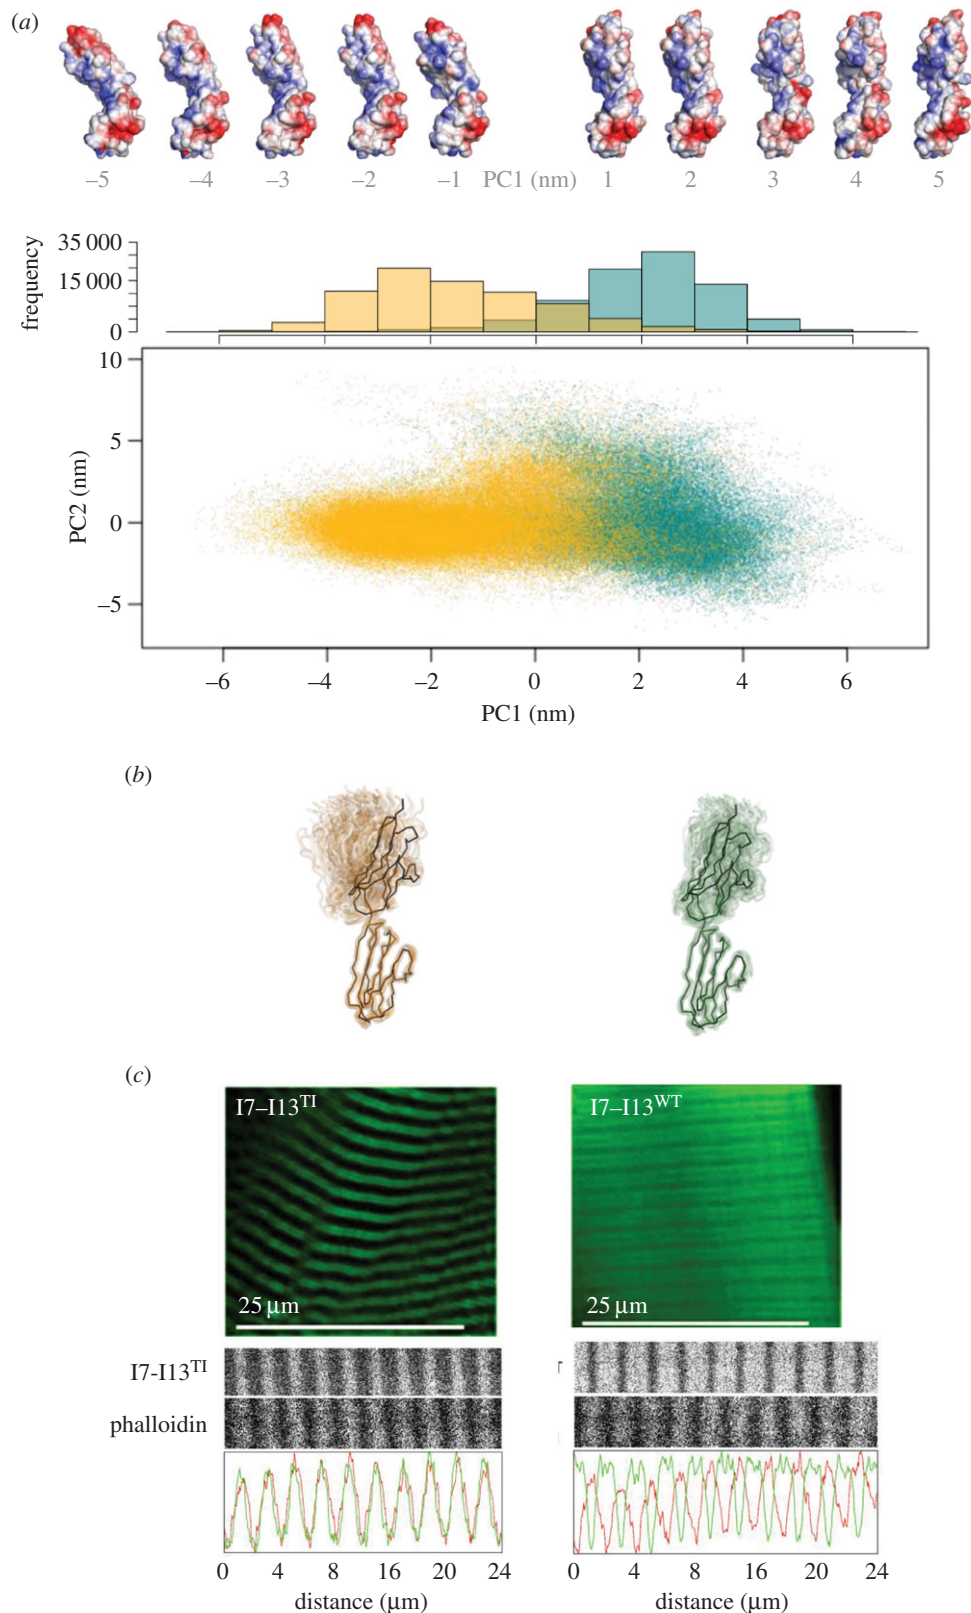 (a)
–5 –4 –3 –2 –1 PC1 (nm) 1 2 3 4 5
frequency
35 000
15 000
0
PC2 (nm)
10
5
0
–5
–6 –4 –2 0 2 4 6
PC1 (nm)
(b)
(c)
I7–I13TI
I7–I13WT
25 µm
25 µm
I7-I13TI
phalloidin
0 4 8 12 16 20 24
0 4 8 12 16 20 24
distance (µm)
distance (µm)